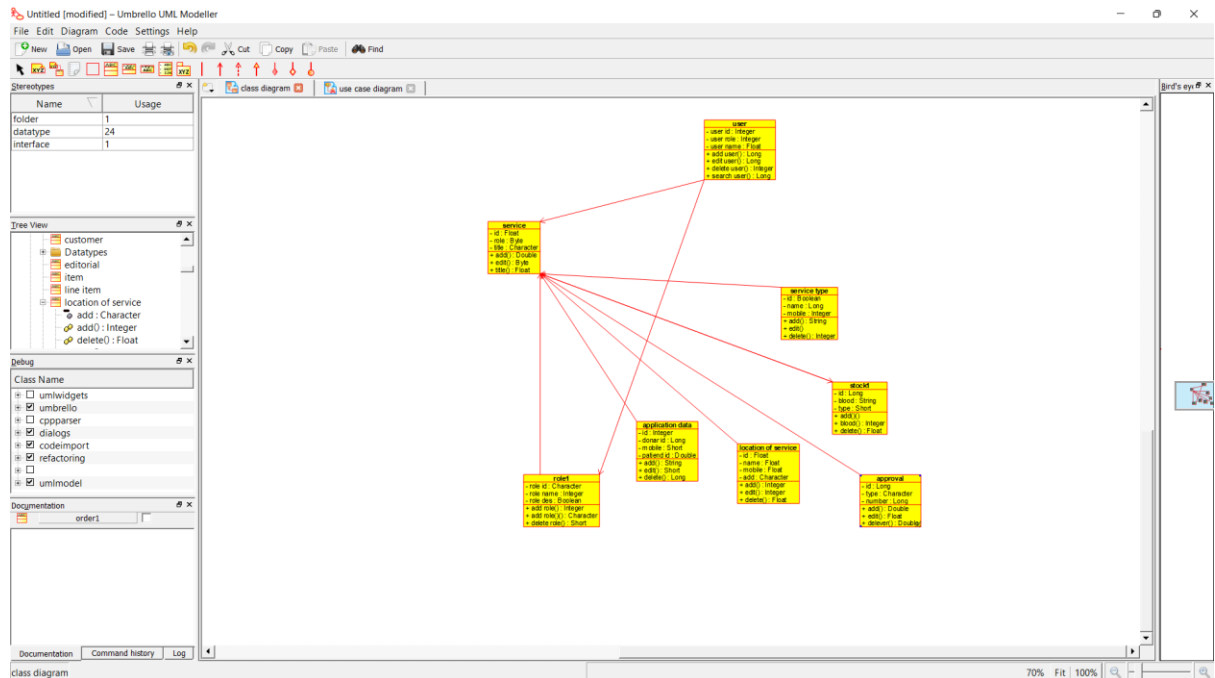 Untitled [modified] – Umbrello UML Modeller
File Edit Diagram Code Settings Help
New Open Save Cut Copy Paste Find
Stereotypes
Name Usage
folder 1
datatype 24
interface 1
Tree View
customer
Datatypes
editorial
item
line item
location of service
add : Character
add() : Integer
delete() : Float
Debug
Class Name
umlwidgets
umbrello
cppparser
dialogs
codeimport
refactoring
umlmodel
Documentation
order1
Documentation Command history Log
class diagram
class diagram use case diagram
user
- user id : Integer
- user role : Integer
- user name : Float
+ add user() : Long
+ edit user() : Long
+ delete user() : Integer
+ search user() : Long
service
- id : Float
- role : Byte
- title : Character
+ add() : Double
+ edit() : Byte
+ title() : Float
service type
- id : Boolean
- name : Long
- mobile : Integer
+ add() : String
+ edit()
+ delete() : Integer
stockf
- id : Long
- blood : String
- type : Short
+ blood() : Integer
+ delete() : Float
application data
- id : Integer
- donar id : Long
- mobile : Short
- patiend id : Double
+ add() : String
+ edit() : Short
+ delete() : Long
location of service
- id : Float
- name : Float
- mobile : Float
- add : Character
+ add() : Integer
+ edit() : Integer
+ delete() : Float
role1
- role id : Character
- role name : Integer
- role des : Boolean
+ add role() : Integer
+ add role)() : Character
+ delete role() : Short
approval
- id : Long
- type : Character
- number : Long
+ add() : Double
+ edit() : Float
+ delever() : Double
Bird's eye
70% Fit 100%